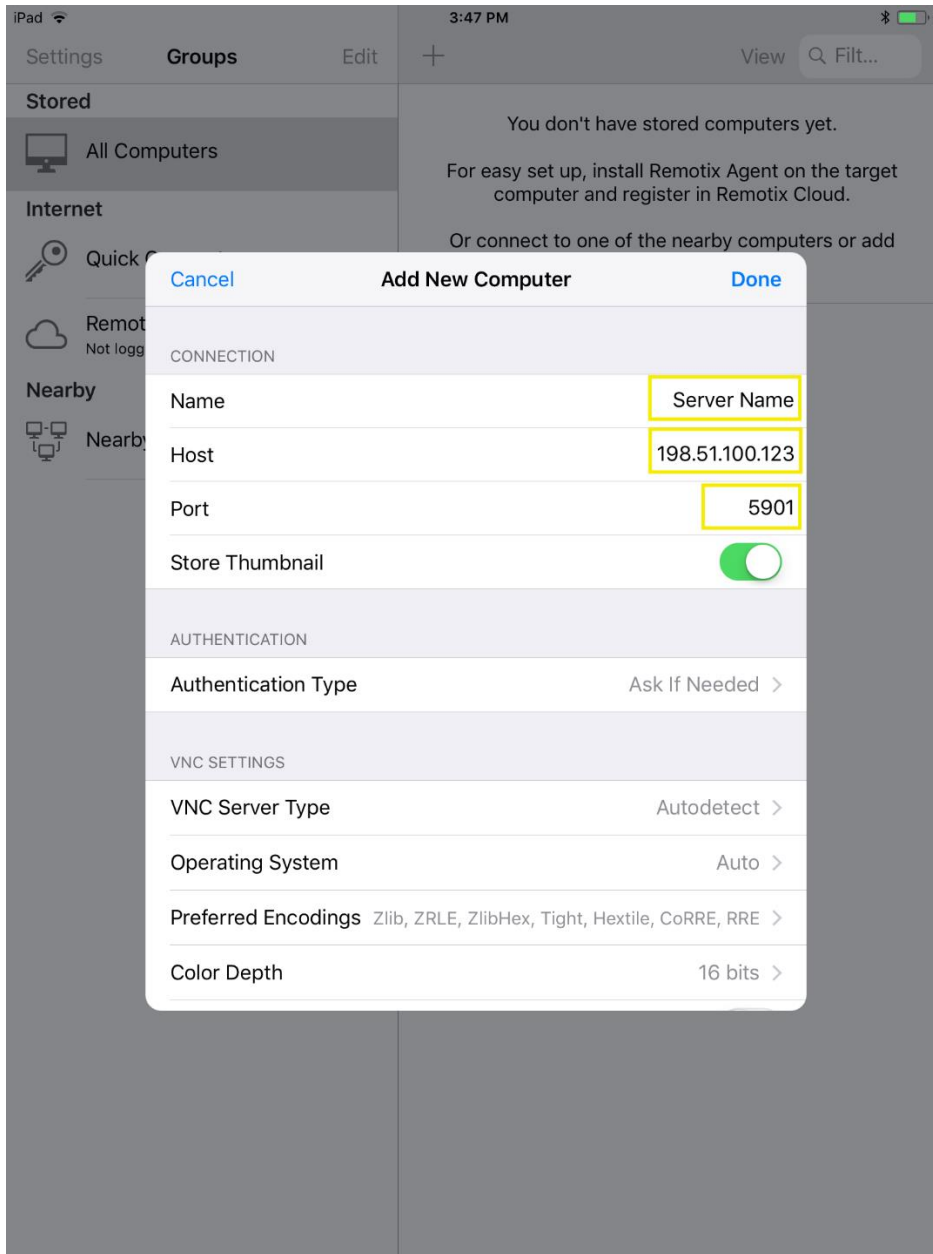 iPad
3:47 PM
Settings
Groups
Edit
View
Filt...
Stored
All Computers
Internet
Quick
Remot
Not logg
Nearby
Nearby
You don't have stored computers yet.
For easy set up, install Remotix Agent on the target
computer and register in Remotix Cloud.
Or connect to one of the nearby computers or add
Cancel
Add New Computer
Done
CONNECTION
Name
Server Name
Host
198.51.100.123
Port
5901
Store Thumbnail
AUTHENTICATION
Authentication Type
Ask If Needed
VNC SETTINGS
VNC Server Type
Autodetect
Operating System
Auto
Preferred Encodings
Zlib, ZRLE, ZlibHex, Tight, Hextile, CoRRE, RRE
Color Depth
16 bits